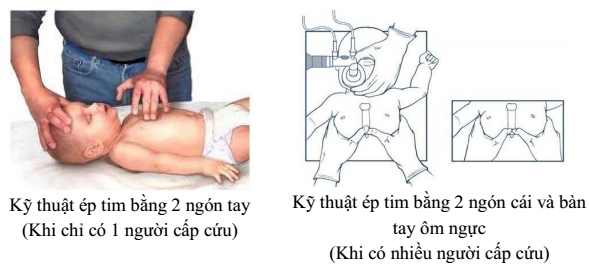 Kỹ thuật ép tim bằng 2 ngón tay
(Khi chỉ có 1 người cấp cứu)
Kỹ thuật ép tim bằng 2 ngón cái và bàn
tay ôm ngực
(Khi có nhiều người cấp cứu)